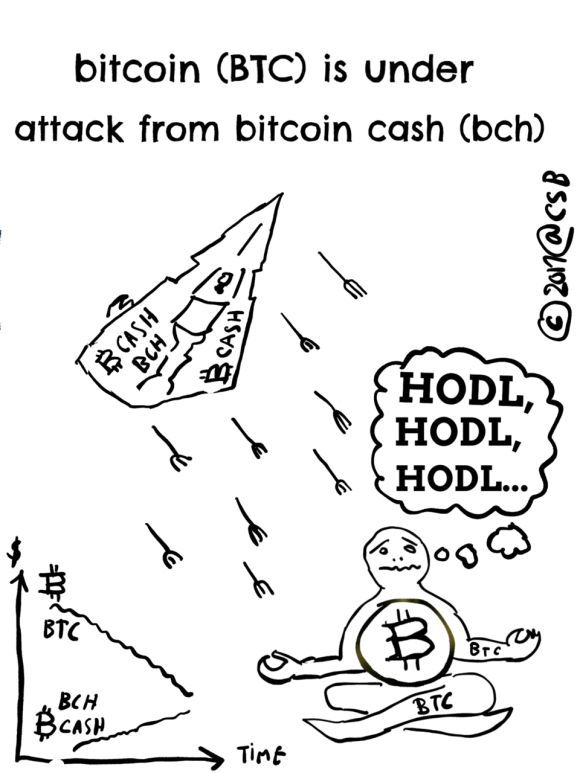 bitcoin (BTC) is under
attack from bitcoin cash (bch)
© 2017 @CSB
₿ CASH
BCH
₿ CASH
HODL,
HODL,
HODL...
$
₿
BTC
BCH
₿ CASH
TIME
₿
BTC
BTC